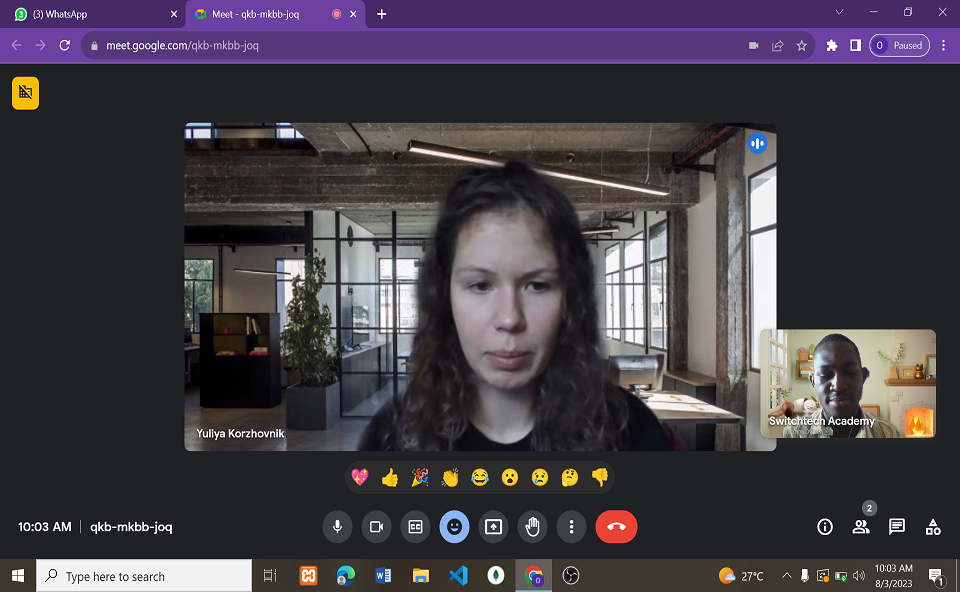 (3) WhatsApp
Meet - qkb-mkbb-joq
meet.google.com/qkb-mkbb-joq
Paused
Yuliya Korzhovnik
Switchtech Academy
10:03 AM
qkb-mkbb-joq
2
Type here to search
27°C
10:03 AM
8/3/2023
1